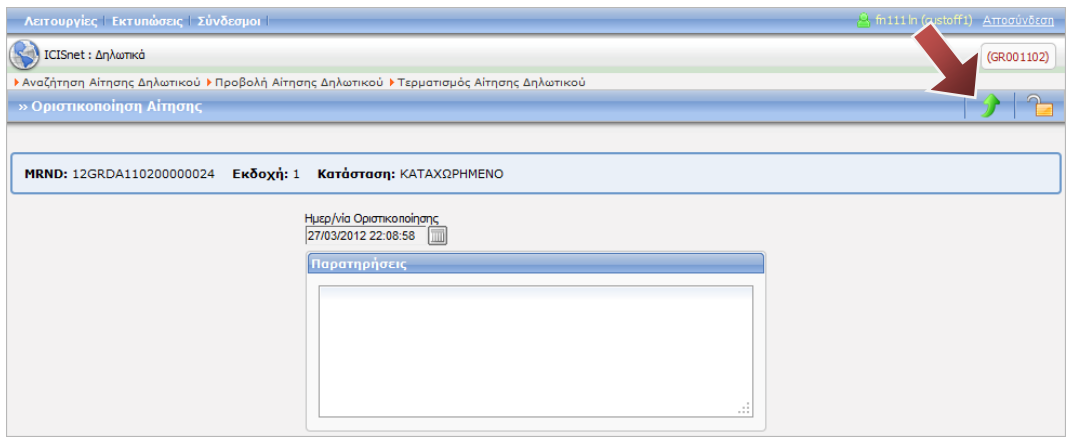 Λειτουργίες Εκτυπώσεις Σύνδεσμοι fn111 ln (custoff1) Αποσύνδεση
ICISnet : Δηλωτικά (GR001102)
Αναζήτηση Αίτησης Δηλωτικού Προβολή Αίτησης Δηλωτικού Τερματισμός Αίτησης Δηλωτικού
» Οριστικοποίηση Αίτησης
MRND: 12GRDA110200000024 Εκδοχή: 1 Κατάσταση: ΚΑΤΑΧΩΡΗΜΕΝΟ
Ημερ/νία Οριστικοποίησης
27/03/2012 22:08:58
Παρατηρήσεις